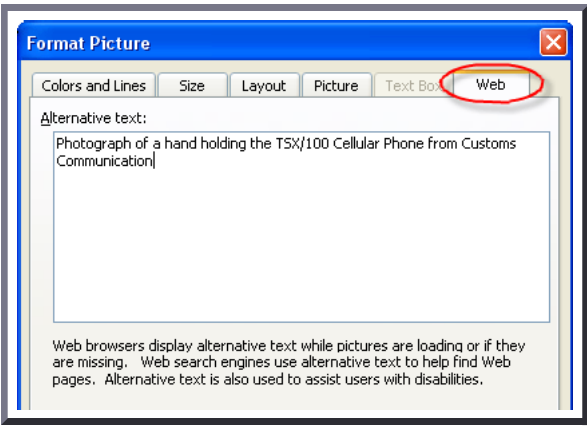 Format Picture
Colors and Lines Size Layout Picture Text Box Web
Alternative text:
Photograph of a hand holding the TSX/100 Cellular Phone from Customs
Communication
Web browsers display alternative text while pictures are loading or if they
are missing. Web search engines use alternative text to help find Web
pages. Alternative text is also used to assist users with disabilities.